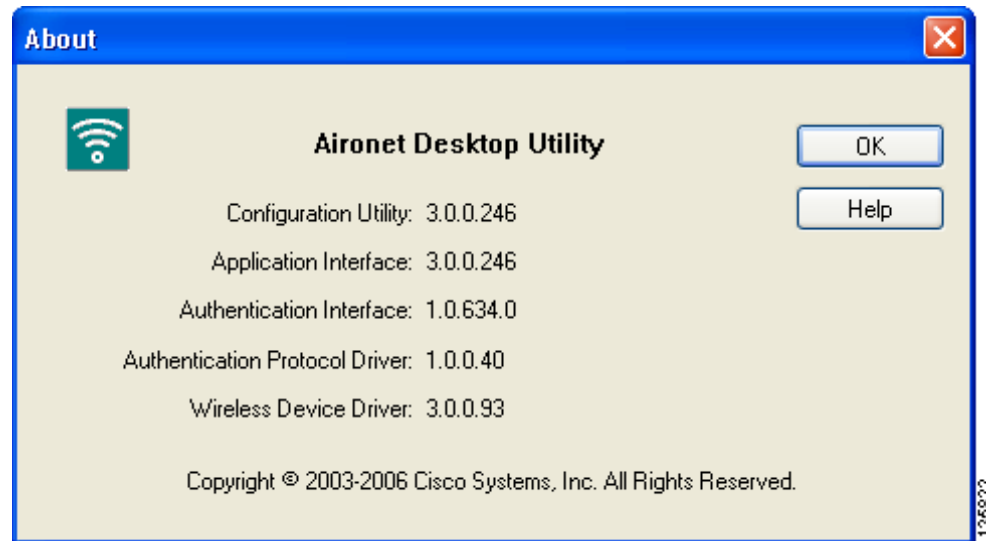 About
Aironet Desktop Utility
OK
Configuration Utility: 3.0.0.246
Help
Application Interface: 3.0.0.246
Authentication Interface: 1.0.634.0
Authentication Protocol Driver: 1.0.0.40
Wireless Device Driver: 3.0.0.93
Copyright © 2003-2006 Cisco Systems, Inc. All Rights Reserved.